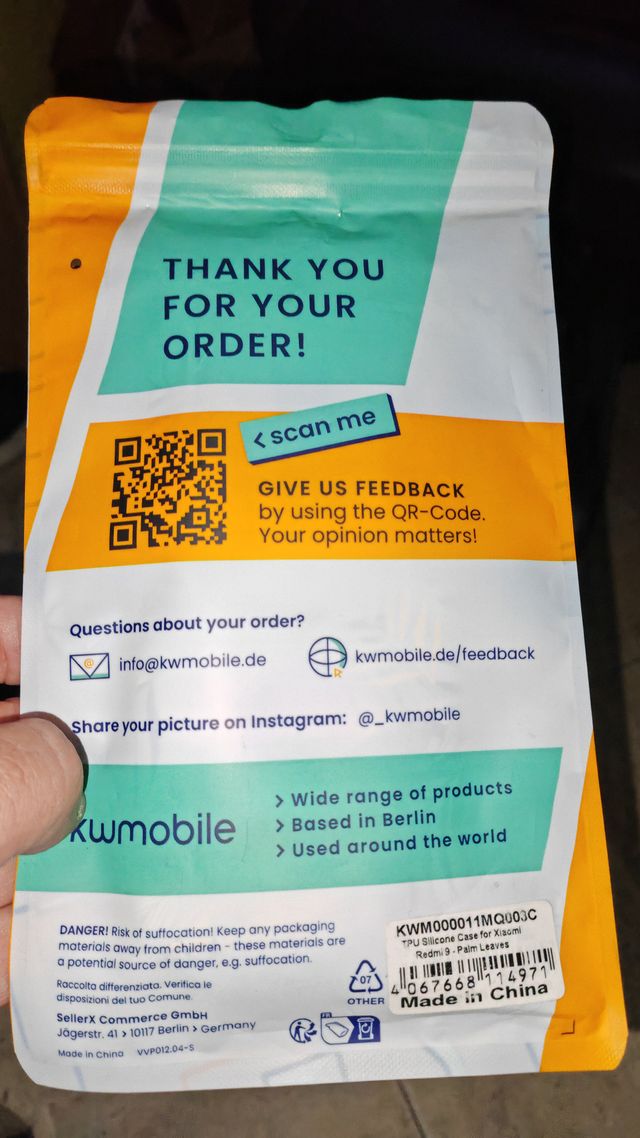 THANK YOU
FOR YOUR
ORDER!
< scan me
GIVE US FEEDBACK
by using the QR-Code.
Your opinion matters!
Questions about your order?
@ info@kwmobile.de kwmobile.de/feedback
Share your picture on Instagram: @_kwmobile
kwmobile
> Wide range of products
> Based in Berlin
> Used around the world
DANGER! Risk of suffocation! Keep any packaging
materials away from children - these materials are
a potential source of danger, e.g. suffocation.
Raccolta differenziata. Verifica le
disposizioni del tuo Comune.
SellerX Commerce GmbH
Jägerstr. 41 > 10117 Berlin > Germany
Made in China VVP012.04-S
07
OTHER
FR
KWM000011MQ003C
TPU Silicone Case for Xiaomi
Redmi 9 - Palm Leaves
4 067668 114971
Made in China